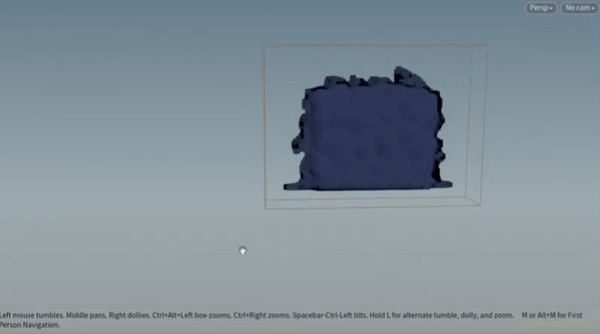 Persp▾ No cam▾
Left mouse tumbles. Middle pans. Right dollies. Ctrl+Alt+Left box-zooms. Ctrl+Right zooms. Spacebar-Ctrl-Left tilts. Hold L for alternate tumble, dolly, and zoom. M or Alt+M for First
Person Navigation.